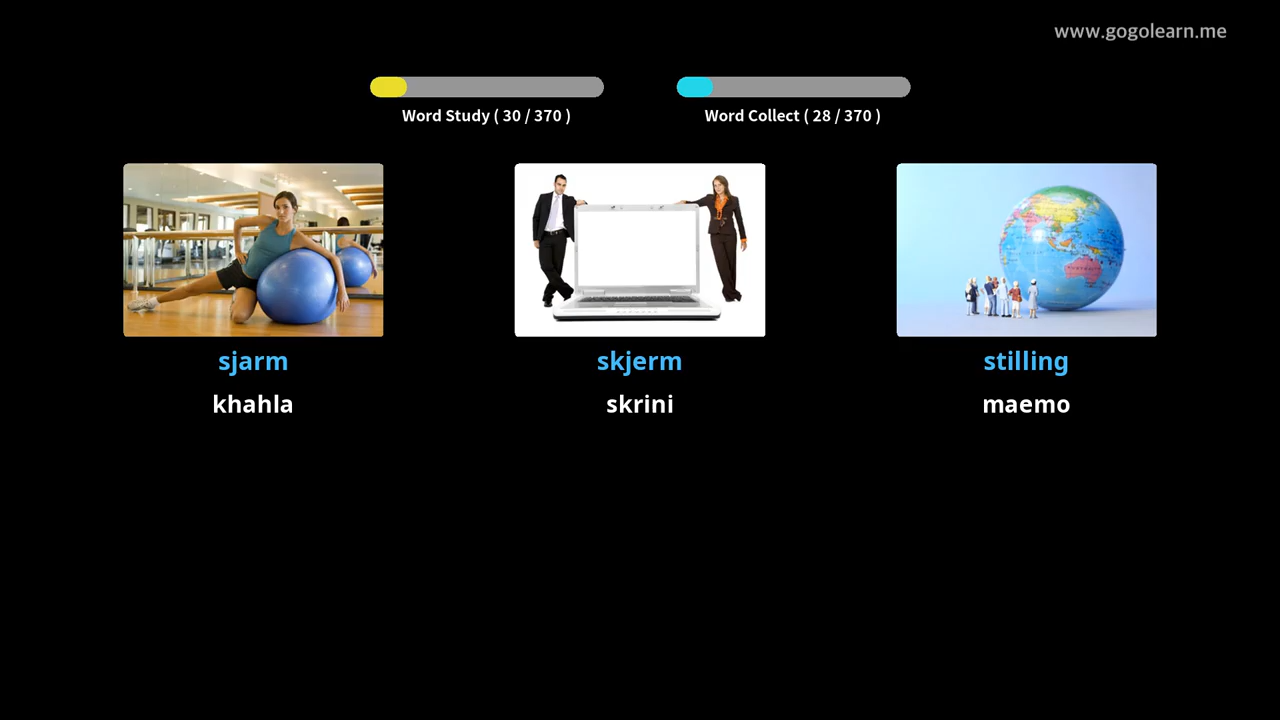 www.gogolearn.me
Word Study ( 30 / 370 )
Word Collect ( 28 / 370 )
sjarm
skjerm
stilling
khahla
skrini
maemo